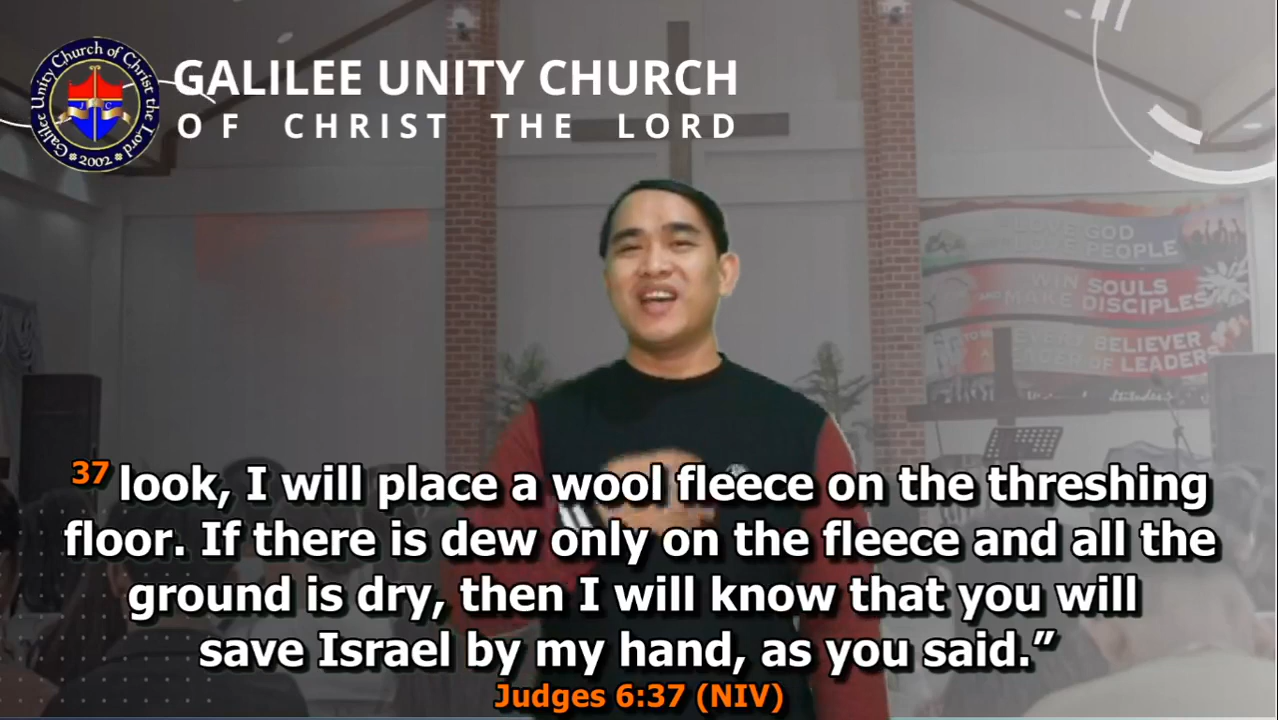 Galilee Unity Church of Christ the Lord
J C
2002
GALILEE UNITY CHURCH
OF CHRIST THE LORD
LOVE GOD
LOVE PEOPLE
WIN SOULS
AND MAKE DISCIPLES
EVERY BELIEVER
A LEADER OF LEADERS
37 look, I will place a wool fleece on the threshing
floor. If there is dew only on the fleece and all the
ground is dry, then I will know that you will
save Israel by my hand, as you said.”
Judges 6:37 (NIV)